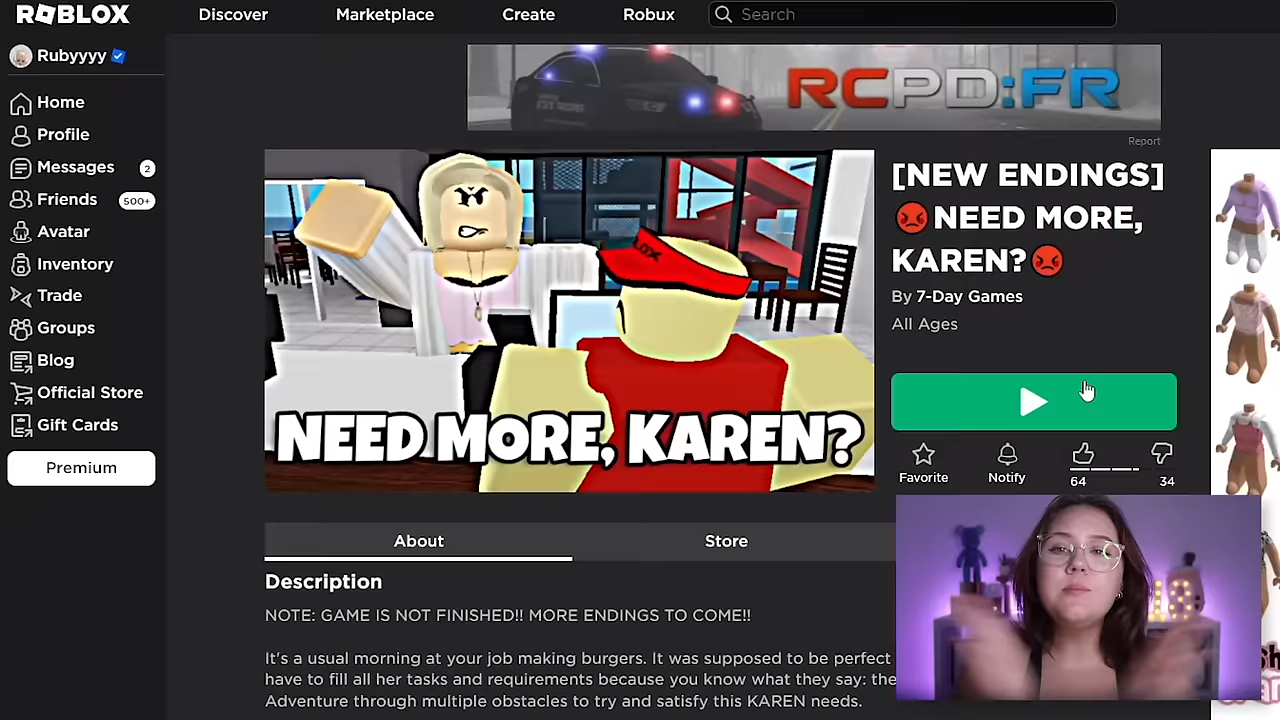 ROBLOX
Discover
Marketplace
Create
Robux
Search
Rubyyyy
Home
Profile
Messages
2
Friends
500+
Avatar
Inventory
Trade
Groups
Blog
Official Store
Gift Cards
Premium
RCPD:FR
Report
NEED MORE, KAREN?
[NEW ENDINGS]
😡NEED MORE,
KAREN?😡
By 7-Day Games
All Ages
Favorite
Notify
64
34
About
Store
Description
NOTE: GAME IS NOT FINISHED!! MORE ENDINGS TO COME!!
It's a usual morning at your job making burgers. It was supposed to be perfect
have to fill all her tasks and requirements because you know what they say: the
Adventure through multiple obstacles to try and satisfy this KAREN needs.